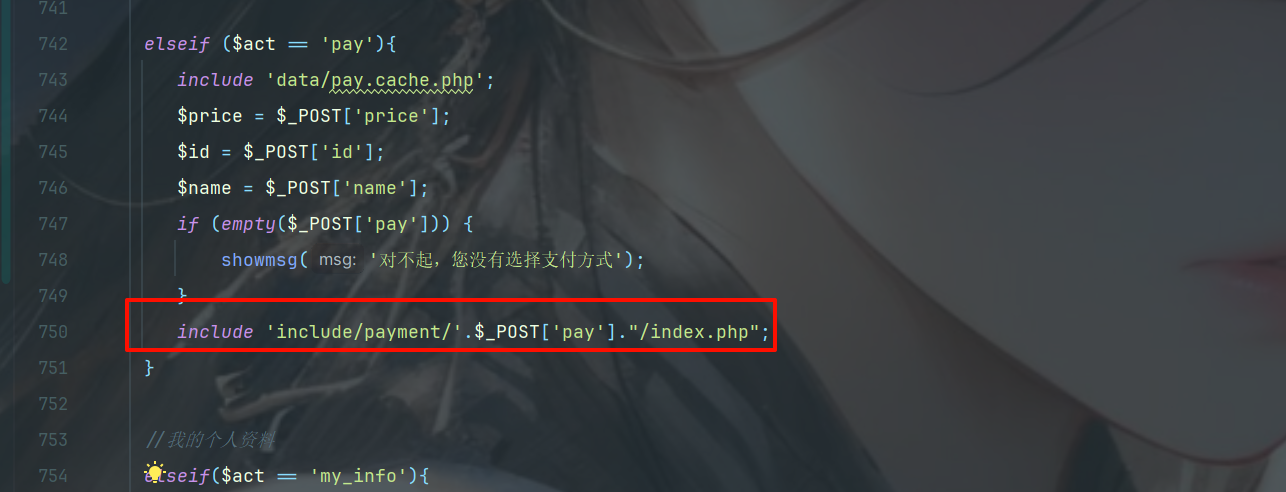 741
742 elseif ($act == 'pay'){
743 include 'data/pay.cache.php';
744 $price = $_POST['price'];
745 $id = $_POST['id'];
746 $name = $_POST['name'];
747 if (empty($_POST['pay'])) {
748 showmsg( msg: '对不起，您没有选择支付方式');
749 }
750 include 'include/payment/'.$_POST['pay']."/index.php";
751 }
752
753 //我的个人资料
754 elseif($act == 'my_info'){